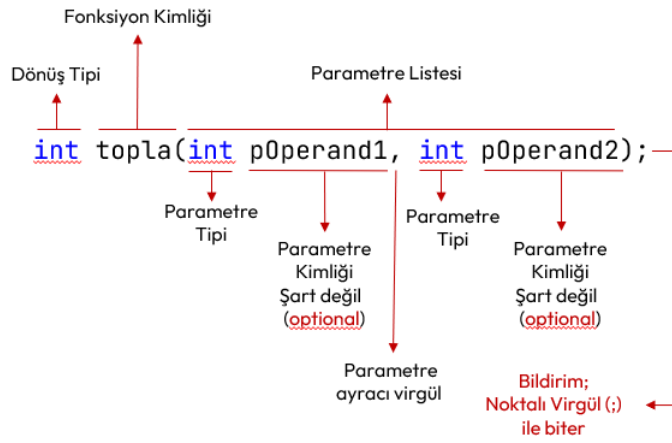 Fonksiyon Kimliği
Dönüş Tipi
Parametre Listesi
int topla(int pOperand1, int pOperand2);
Parametre
Tipi
Parametre
Kimliği
Şart değil
(optional)
Parametre
Tipi
Parametre
Kimliği
Şart değil
(optional)
Parametre
ayracı virgül
Bildirim;
Noktalı Virgül (;)
ile biter